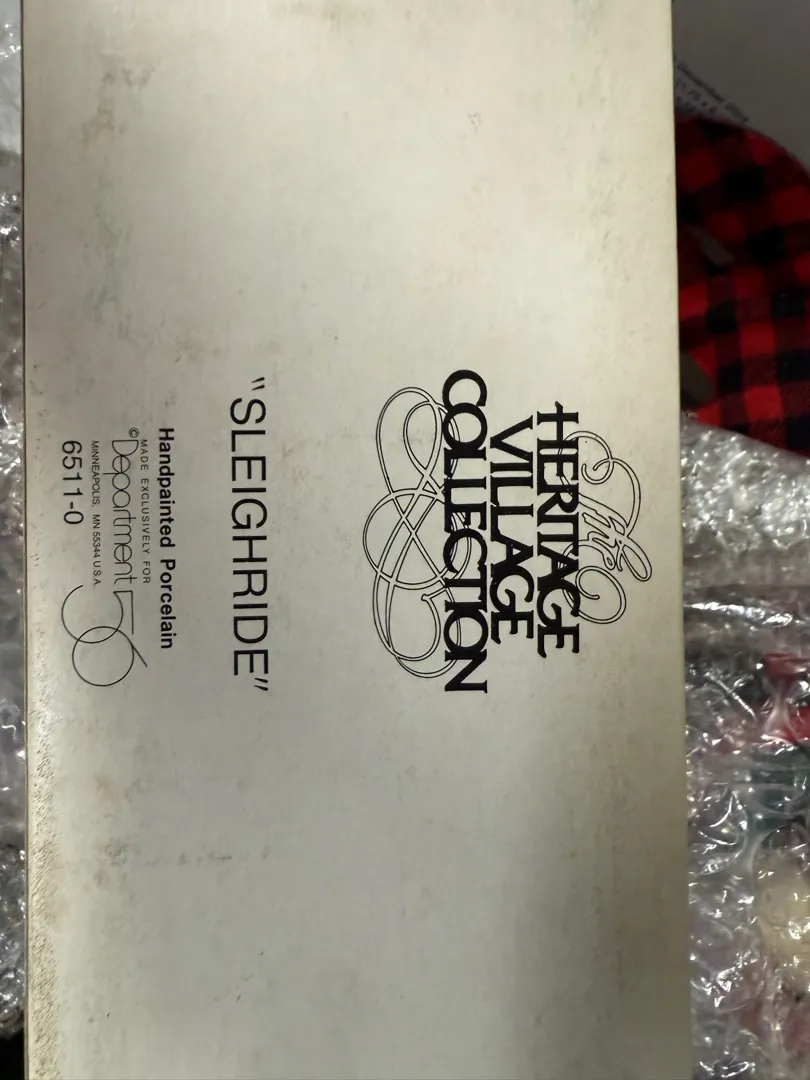 The
HERITAGE
VILLAGE
COLLECTION
"SLEIGHRIDE"
Handpainted Porcelain
MADE EXCLUSIVELY FOR
© Department 56
MINNEAPOLIS, MN 55344 U.S.A.
6511-0